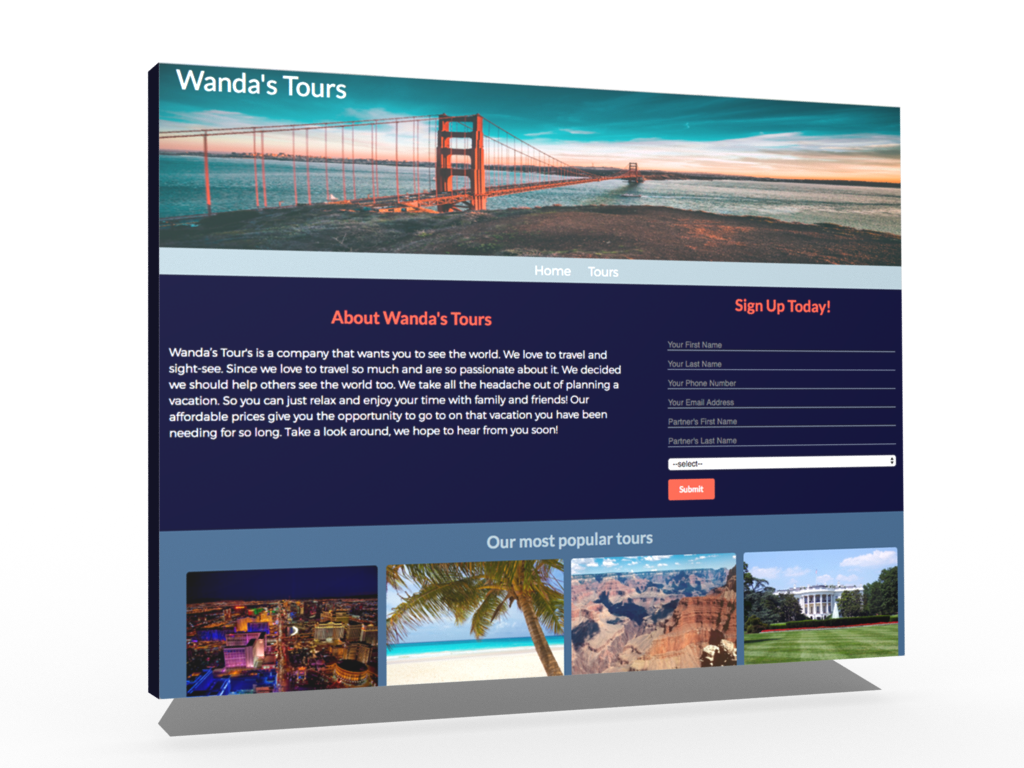 Wanda's Tours
Home Tours
About Wanda's Tours
Wanda's Tour's is a company that wants you to see the world. We love to travel and
sight-see. Since we love to travel so much and are so passionate about it. We decided
we should help others see the world too. We take all the headache out of planning a
vacation. So you can just relax and enjoy your time with family and friends! Our
affordable prices give you the opportunity to go to on that vacation you have been
needing for so long. Take a look around, we hope to hear from you soon!
Sign Up Today!
Your First Name
Your Last Name
Your Phone Number
Your Email Address
Partner's First Name
Partner's Last Name
--select--
Submit
Our most popular tours